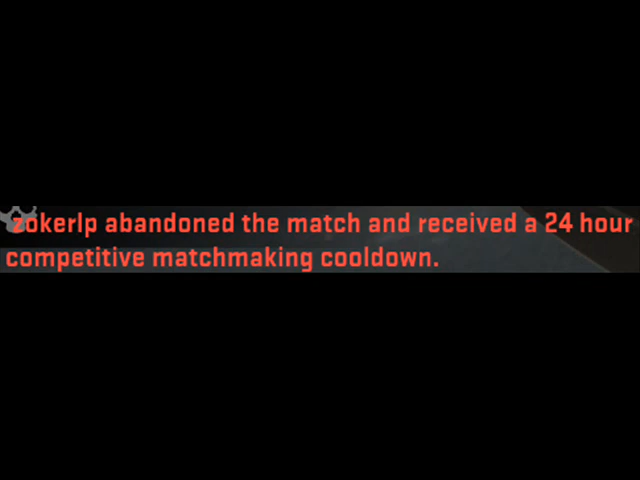 zokerlp abandoned the match and received a 24 hour
competitive matchmaking cooldown.